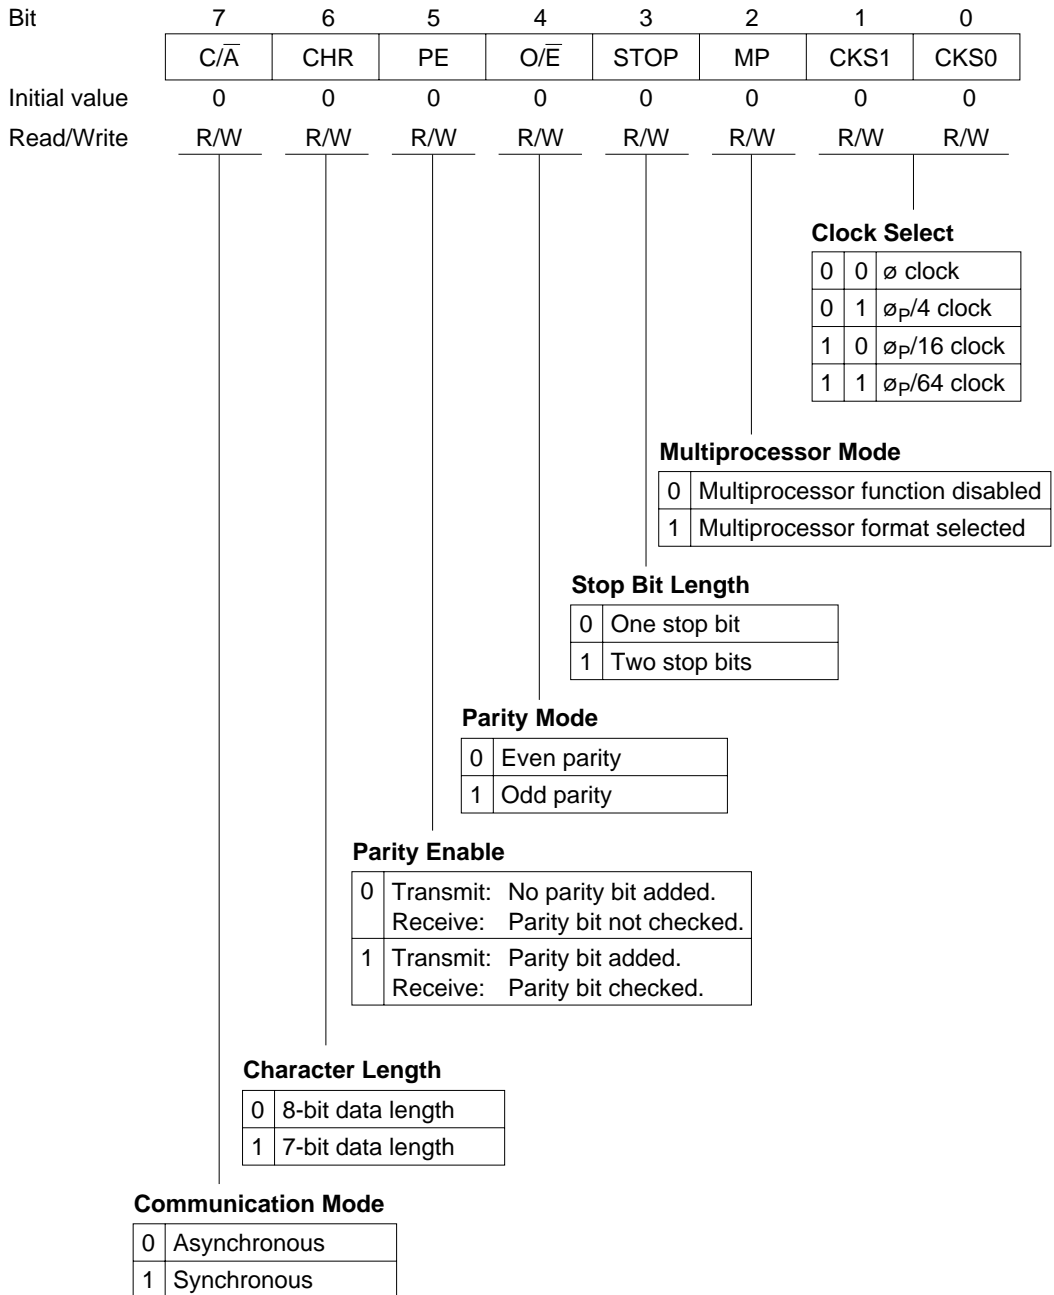 Bit 7 6 5 4 3 2 1 0
C/A̅ CHR PE O/E̅ STOP MP CKS1 CKS0
Initial value 0 0 0 0 0 0 0 0
Read/Write R/W R/W R/W R/W R/W R/W R/W R/W
Clock Select
0 0 ø clock
0 1 øP/4 clock
1 0 øP/16 clock
1 1 øP/64 clock
Multiprocessor Mode
0 Multiprocessor function disabled
1 Multiprocessor format selected
Stop Bit Length
0 One stop bit
1 Two stop bits
Parity Mode
0 Even parity
1 Odd parity
Parity Enable
0 Transmit: No parity bit added.
Receive: Parity bit not checked.
1 Transmit: Parity bit added.
Receive: Parity bit checked.
Character Length
0 8-bit data length
1 7-bit data length
Communication Mode
0 Asynchronous
1 Synchronous